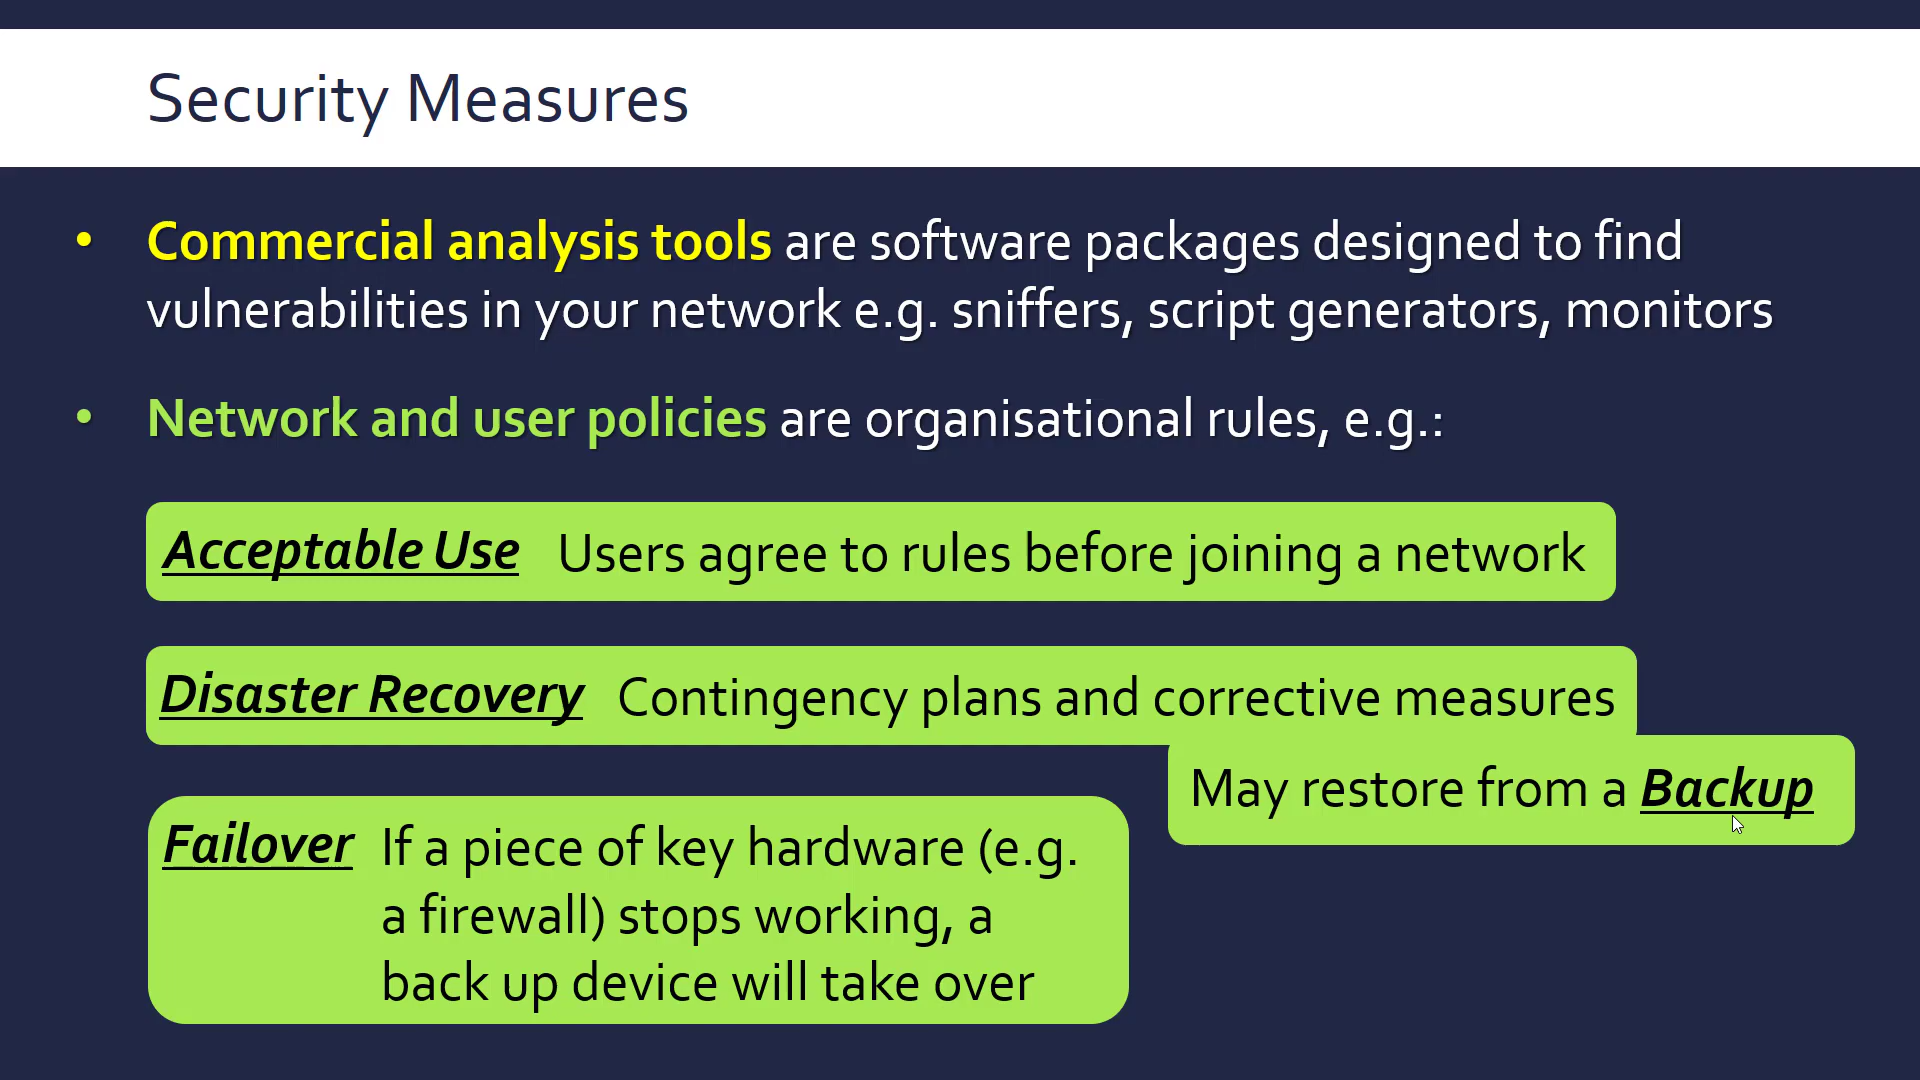 Security Measures
• Commercial analysis tools are software packages designed to find
vulnerabilities in your network e.g. sniffers, script generators, monitors
• Network and user policies are organisational rules, e.g.:
Acceptable Use Users agree to rules before joining a network
Disaster Recovery Contingency plans and corrective measures
May restore from a Backup
Failover If a piece of key hardware (e.g.
a firewall) stops working, a
back up device will take over